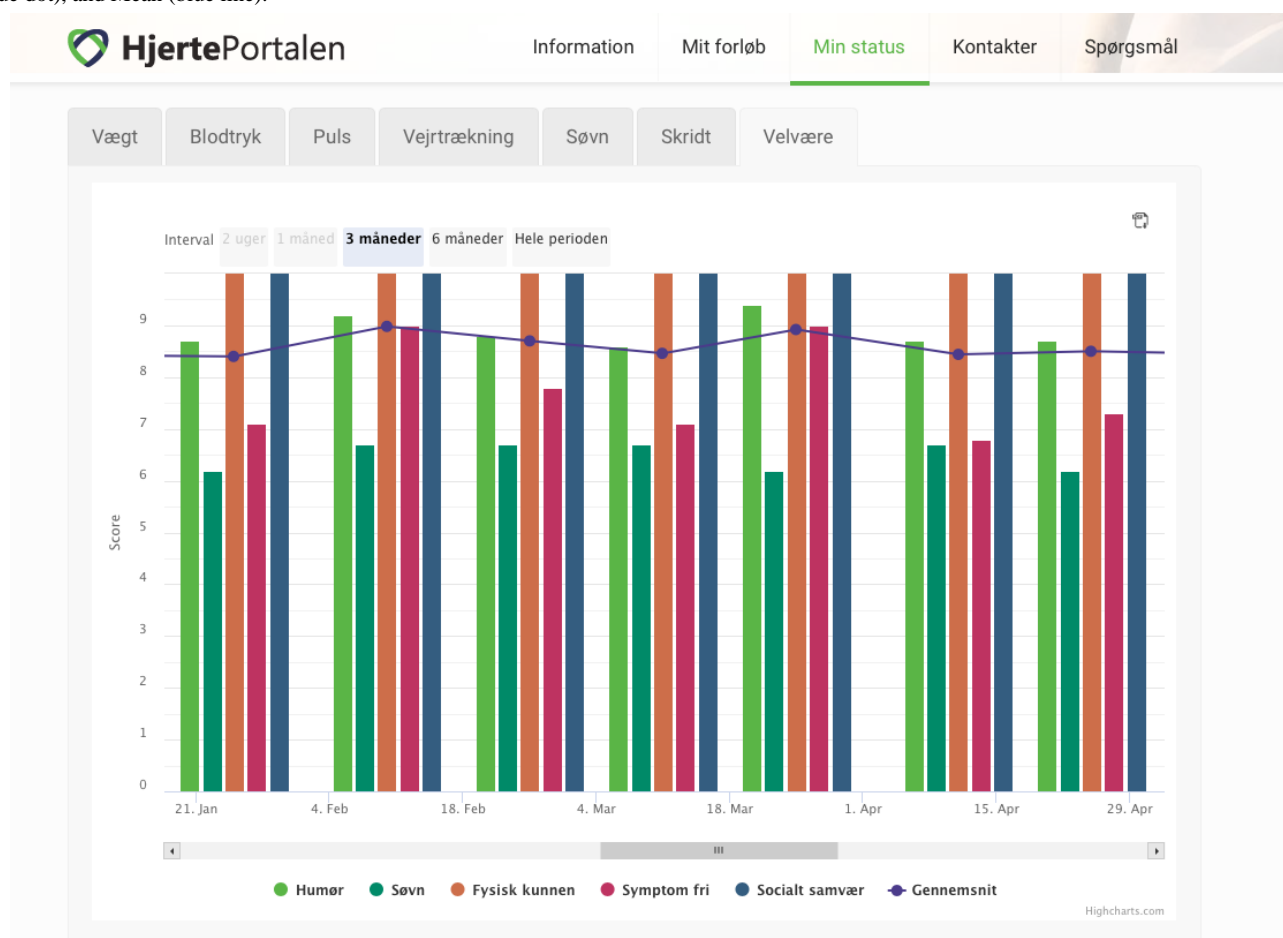 HjertePortalen
Information Mit forløb Min status Kontakter Spørgsmål
Vægt Blodtryk Puls Vejrtrækning Søvn Skridt Velvære
Interval 2 uger 1 måned 3 måneder 6 måneder Hele perioden
9
8
7
6
5
4
3
2
1
0
Score
21. Jan 4. Feb 18. Feb 4. Mar 18. Mar 1. Apr 15. Apr 29. Apr
Humør Søvn Fysisk kunnen Symptom fri Socialt samvær Gennemsnit
Highcharts.com